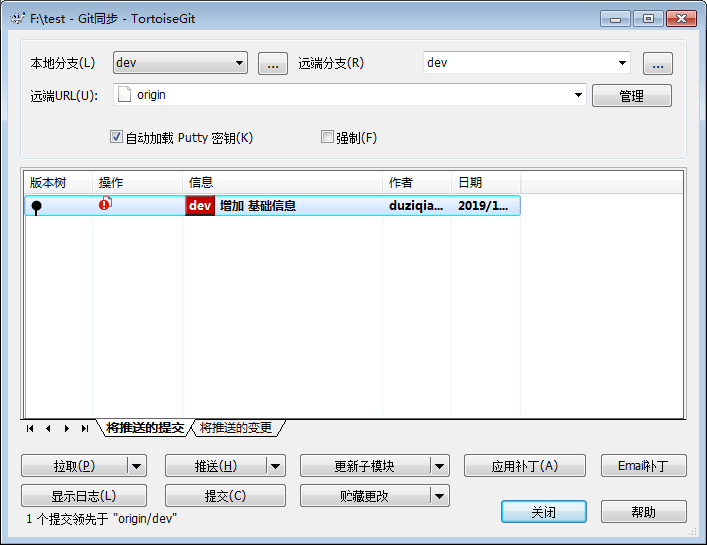 F:\test - Git同步 - TortoiseGit
本地分支(L) dev ... 远端分支(R) dev ...
远端URL(U): origin 管理
自动加载 Putty 密钥(K) 强制(F)
版本树 操作 信息 作者 日期
dev 增加 基础信息 duziqia... 2019/1...
将推送的提交 将推送的变更
拉取(P) 推送(H) 更新子模块 应用补丁(A) Email补丁
显示日志(L) 提交(C) 贮藏更改
关闭 帮助
1 个提交领先于 "origin/dev"